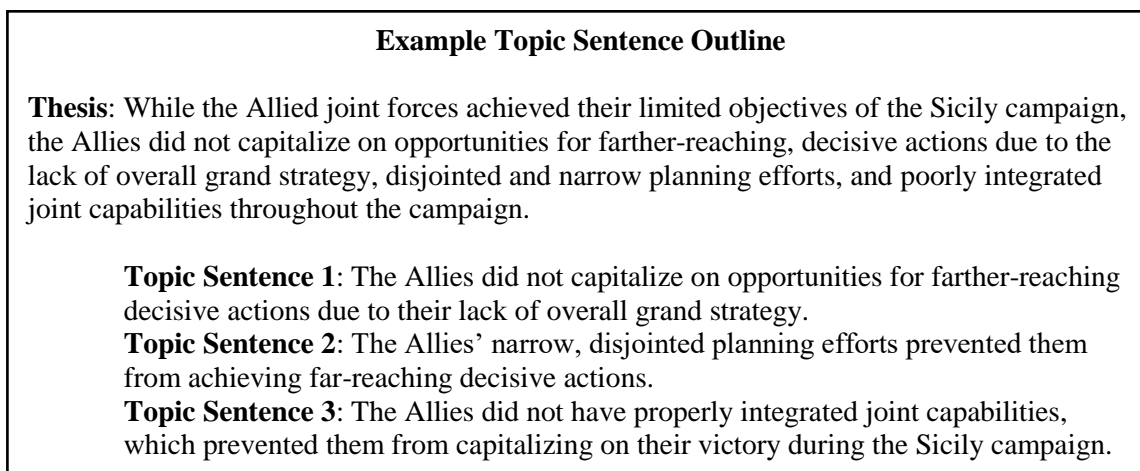 Example Topic Sentence Outline
Thesis: While the Allied joint forces achieved their limited objectives of the Sicily campaign,
the Allies did not capitalize on opportunities for farther-reaching, decisive actions due to the
lack of overall grand strategy, disjointed and narrow planning efforts, and poorly integrated
joint capabilities throughout the campaign.
Topic Sentence 1: The Allies did not capitalize on opportunities for farther-reaching
decisive actions due to their lack of overall grand strategy.
Topic Sentence 2: The Allies’ narrow, disjointed planning efforts prevented them
from achieving far-reaching decisive actions.
Topic Sentence 3: The Allies did not have properly integrated joint capabilities,
which prevented them from capitalizing on their victory during the Sicily campaign.